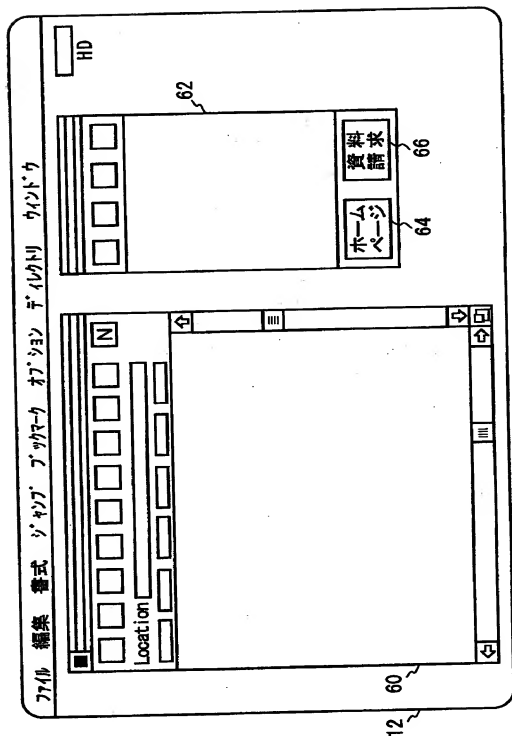 ファイル 編集 書式 ジャンプ ブックマーク オプション ディレクトリ ウィンドウ
HD
N
Location
62
ホーム
ページ
資料
請求
64
66
60
12